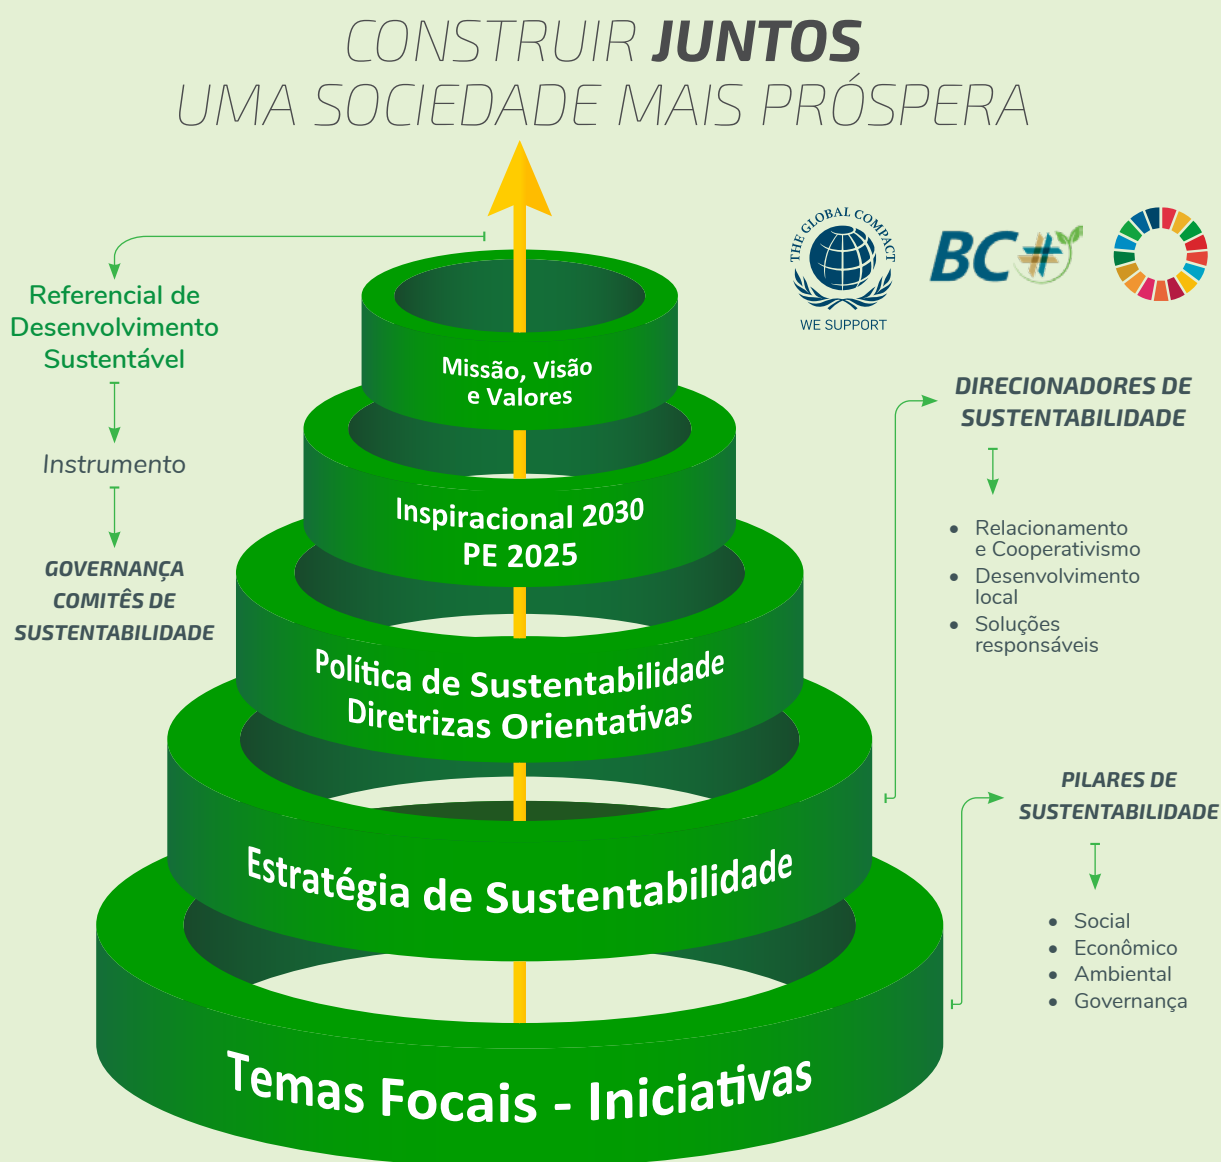 CONSTRUIR JUNTOS
UMA SOCIEDADE MAIS PRÓSPERA
THE GLOBAL COMPACT
WE SUPPORT
BC#
Referencial de
Desenvolvimento
Sustentável
Instrumento
GOVERNANÇA
COMITÊS DE
SUSTENTABILIDADE
Missão, Visão
e Valores
Inspiracional 2030
PE 2025
Política de Sustentabilidade
Diretrizas Orientativas
Estratégia de Sustentabilidade
Temas Focais - Iniciativas
DIRECIONADORES DE
SUSTENTABILIDADE
• Relacionamento
e Cooperativismo
• Desenvolvimento
local
• Soluções
responsáveis
PILARES DE
SUSTENTABILIDADE
• Social
• Econômico
• Ambiental
• Governança